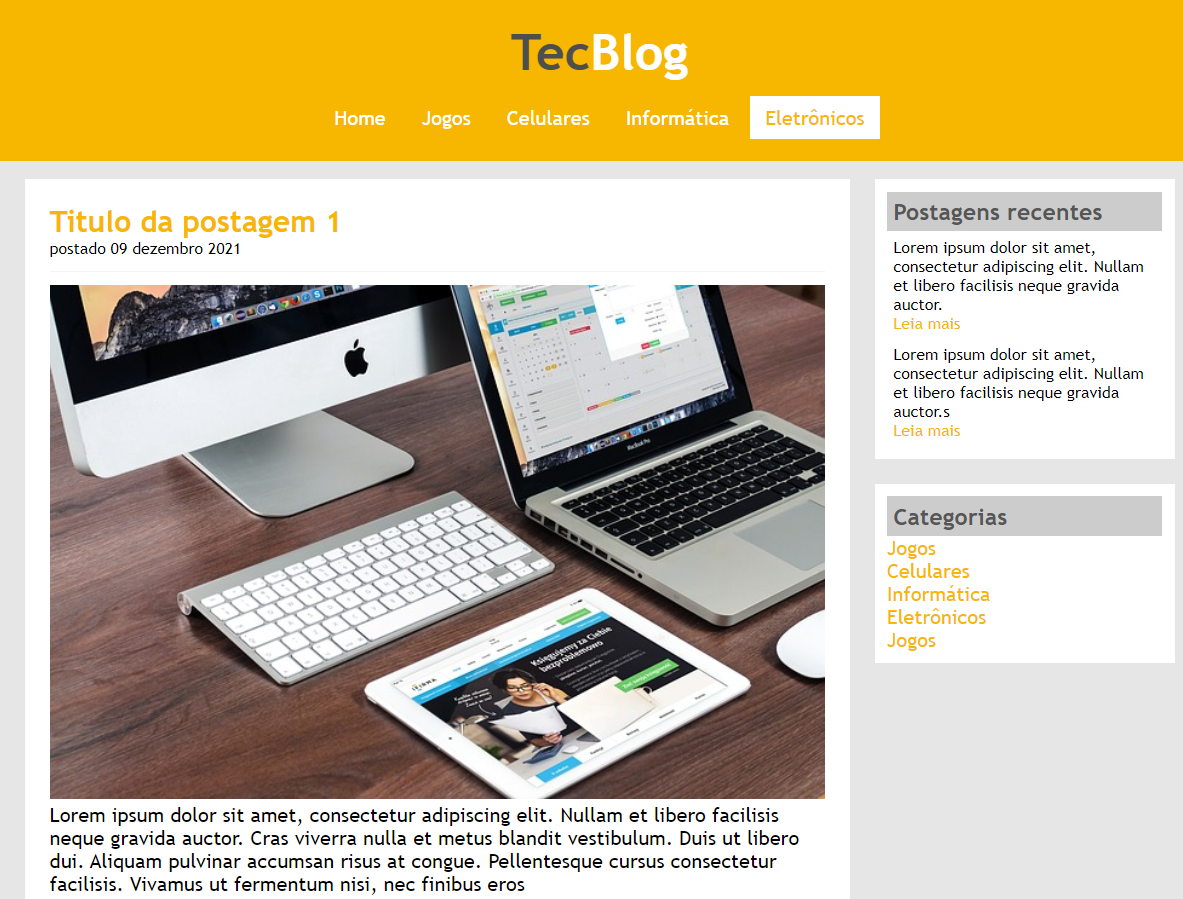 TecBlog
Home Jogos Celulares Informática Eletrônicos
Titulo da postagem 1
postado 09 dezembro 2021
MacBook Pro
Księgujemy za Ciebie
bezproblemowo
Lorem ipsum dolor sit amet, consectetur adipiscing elit. Nullam et libero facilisis
neque gravida auctor. Cras viverra nulla et metus blandit vestibulum. Duis ut libero
dui. Aliquam pulvinar accumsan risus at congue. Pellentesque cursus consectetur
facilisis. Vivamus ut fermentum nisi, nec finibus eros
Postagens recentes
Lorem ipsum dolor sit amet,
consectetur adipiscing elit. Nullam
et libero facilisis neque gravida
auctor.
Leia mais
Lorem ipsum dolor sit amet,
consectetur adipiscing elit. Nullam
et libero facilisis neque gravida
auctor.s
Leia mais
Categorias
Jogos
Celulares
Informática
Eletrônicos
Jogos